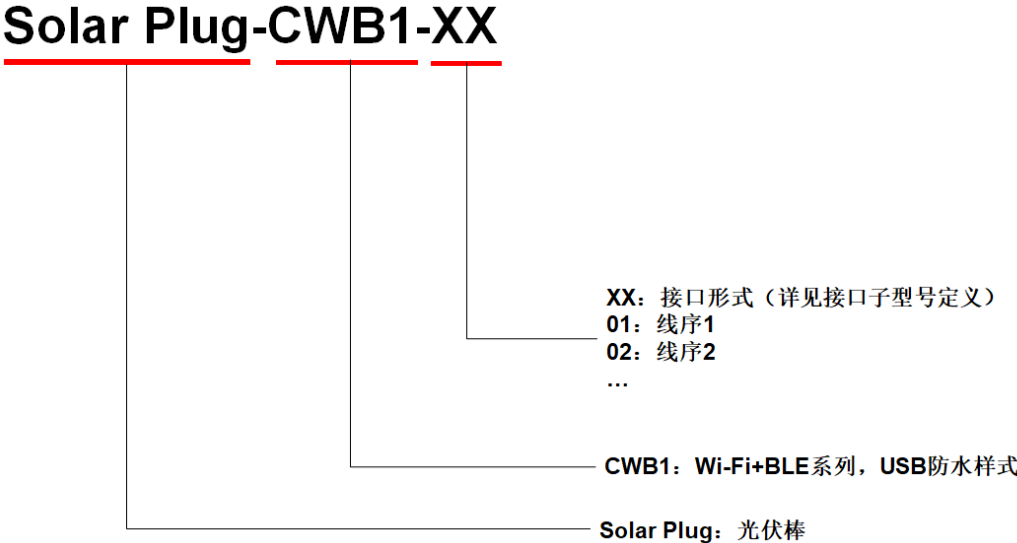 Solar Plug-CWB1-XX
XX：接口形式（详见接口子型号定义）
01：线序1
02：线序2
…
CWB1：Wi-Fi+BLE系列，USB防水样式
Solar Plug：光伏棒